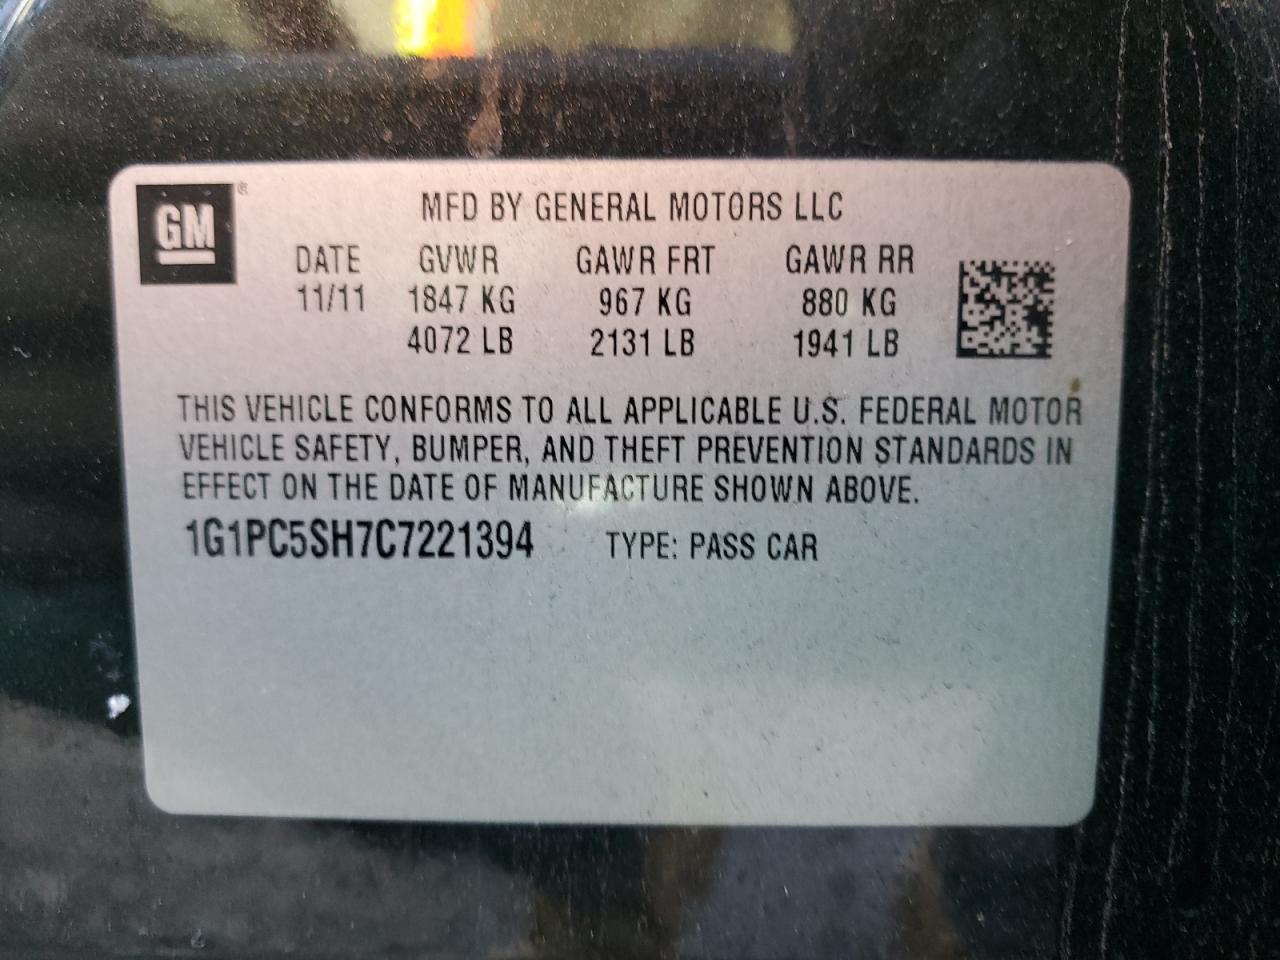 GM ®
MFD BY GENERAL MOTORS LLC
DATE GVWR GAWR FRT GAWR RR
11/11 1847 KG 967 KG 880 KG
4072 LB 2131 LB 1941 LB
THIS VEHICLE CONFORMS TO ALL APPLICABLE U.S. FEDERAL MOTOR
VEHICLE SAFETY, BUMPER, AND THEFT PREVENTION STANDARDS IN
EFFECT ON THE DATE OF MANUFACTURE SHOWN ABOVE.
1G1PC5SH7C7221394 TYPE: PASS CAR